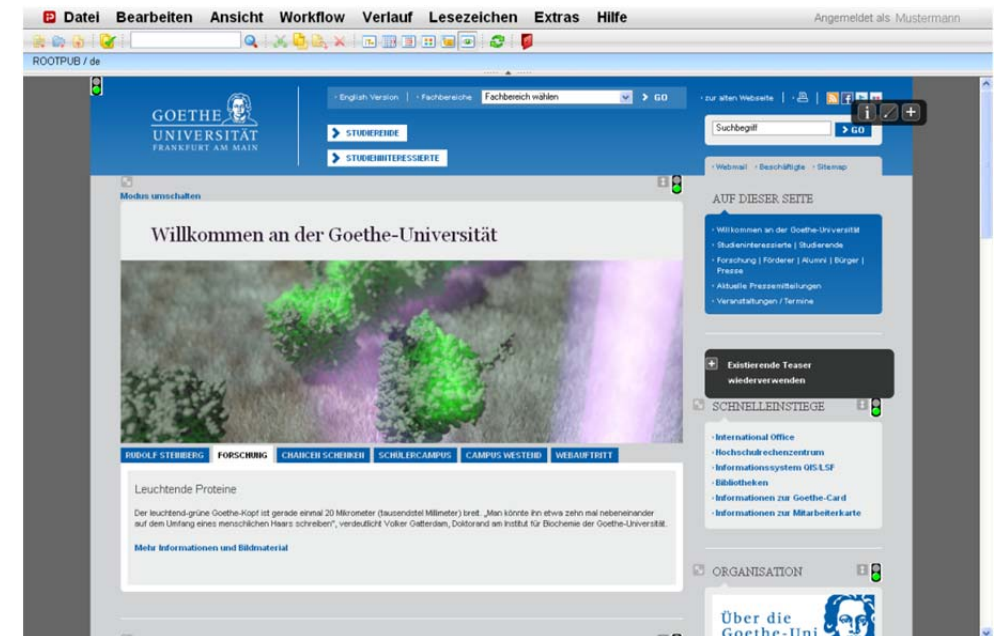 Datei Bearbeiten Ansicht Workflow Verlauf Lesezeichen Extras Hilfe
Angemeldet als Mustermann
ROOTPUB / de
English Version | Fachbereiche Fachbereich wählen GO
zur alten Webseite
GOETHE
UNIVERSITÄT
FRANKFURT AM MAIN
STUDIERENDE
STUDIENINTERESSIERTE
Suchbegriff GO
Webmail Beschäftigte Sitemap
Modus umschalten
Willkommen an der Goethe-Universität
RUDOLF STEINBERG FORSCHUNG CHANCEN SCHENKEN SCHÜLERCAMPUS CAMPUS WESTEND WEBAUFTRITT
Leuchtende Proteine
Der leuchtend-grüne Goethe-Kopf ist gerade einmal 20 Mikrometer (tausendstel Millimeter) breit. „Man könnte ihn etwa zehn mal nebeneinander
auf dem Umfang eines menschlichen Haars schreiben", verdeutlicht Volker Gatterdam, Doktorand am Institut für Biochemie der Goethe-Universität.
Mehr Informationen und Bildmaterial
AUF DIESER SEITE
Willkommen an der Goethe-Universität
Studieninteressierte | Studierende
Forschung | Förderer | Alumni | Bürger |
Presse
Aktuelle Pressemitteilungen
Veranstaltungen / Termine
Existierende Teaser
wiederverwenden
SCHNELLEINSTIEGE
International Office
Hochschulrechenzentrum
Informationssystem QIS/LSF
Bibliotheken
Informationen zur Goethe-Card
Informationen zur Mitarbeiterkarte
ORGANISATION
Über die
Goethe-Uni